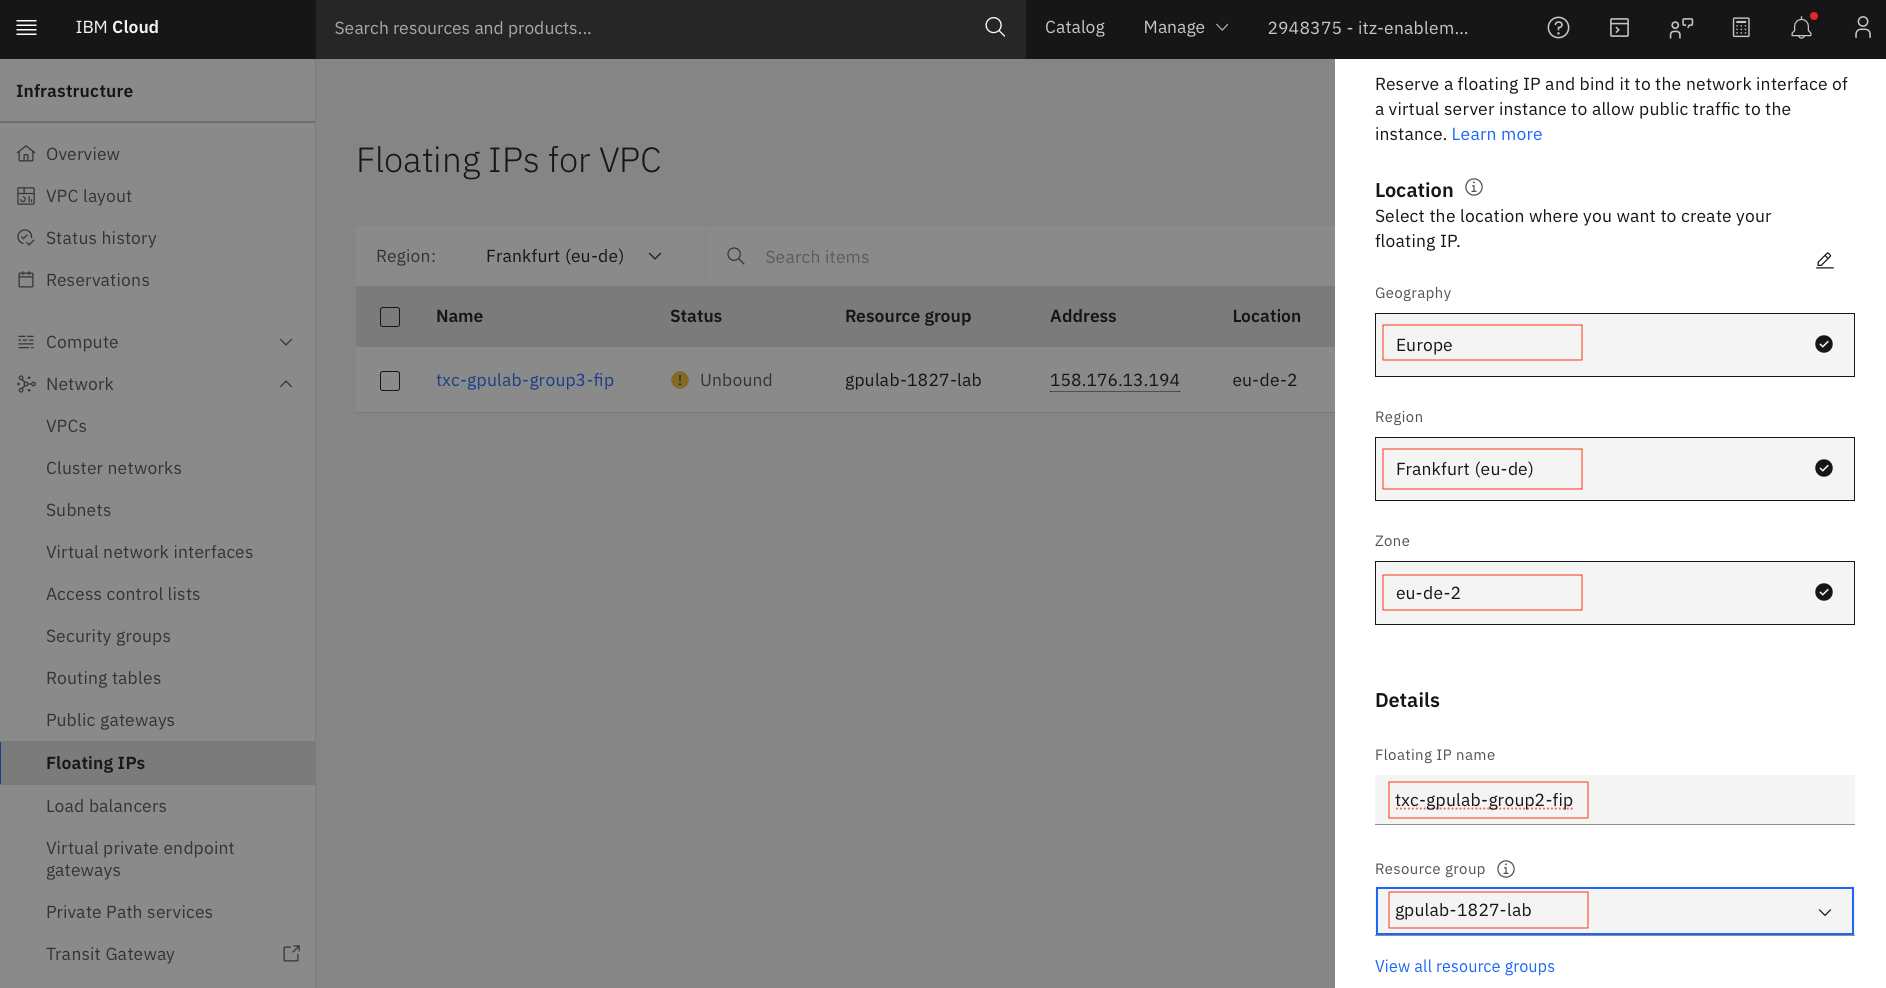 IBM Cloud
Search resources and products...
Catalog
Manage
2948375 - itz-enablem...
Infrastructure
Overview
VPC layout
Status history
Reservations
Compute
Network
VPCs
Cluster networks
Subnets
Virtual network interfaces
Access control lists
Security groups
Routing tables
Public gateways
Floating IPs
Load balancers
Virtual private endpoint
gateways
Private Path services
Transit Gateway
Floating IPs for VPC
Region: Frankfurt (eu-de)
Search items
Name Status Resource group Address Location
txc-gpulab-group3-fip Unbound gpulab-1827-lab 158.176.13.194 eu-de-2
Reserve a floating IP and bind it to the network interface of
a virtual server instance to allow public traffic to the
instance. Learn more
Location
Select the location where you want to create your
floating IP.
Geography
Europe
Region
Frankfurt (eu-de)
Zone
eu-de-2
Details
Floating IP name
txc-gpulab-group2-fip
Resource group
gpulab-1827-lab
View all resource groups